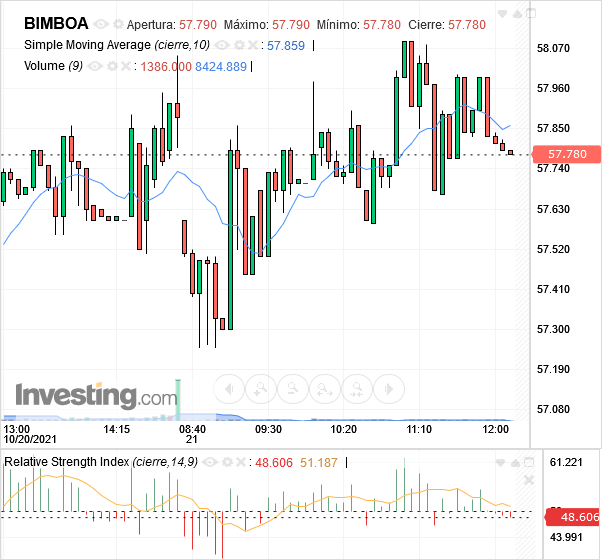 BIMBOA Apertura: 57.790 Máximo: 57.790 Mínimo: 57.780 Cierre: 57.780
Simple Moving Average (cierre,10) : 57.859
Volume (9) : 1386.000 8424.889
58.070
57.960
57.850
57.780
57.740
57.630
57.520
57.410
57.300
57.190
57.080
Investing.com
13:00 14:15 08:40 09:30 10:20 11:10 12:00
10/20/2021 21
Relative Strength Index (cierre,14,9) : 48.606 51.187
61.221
48.606
43.991